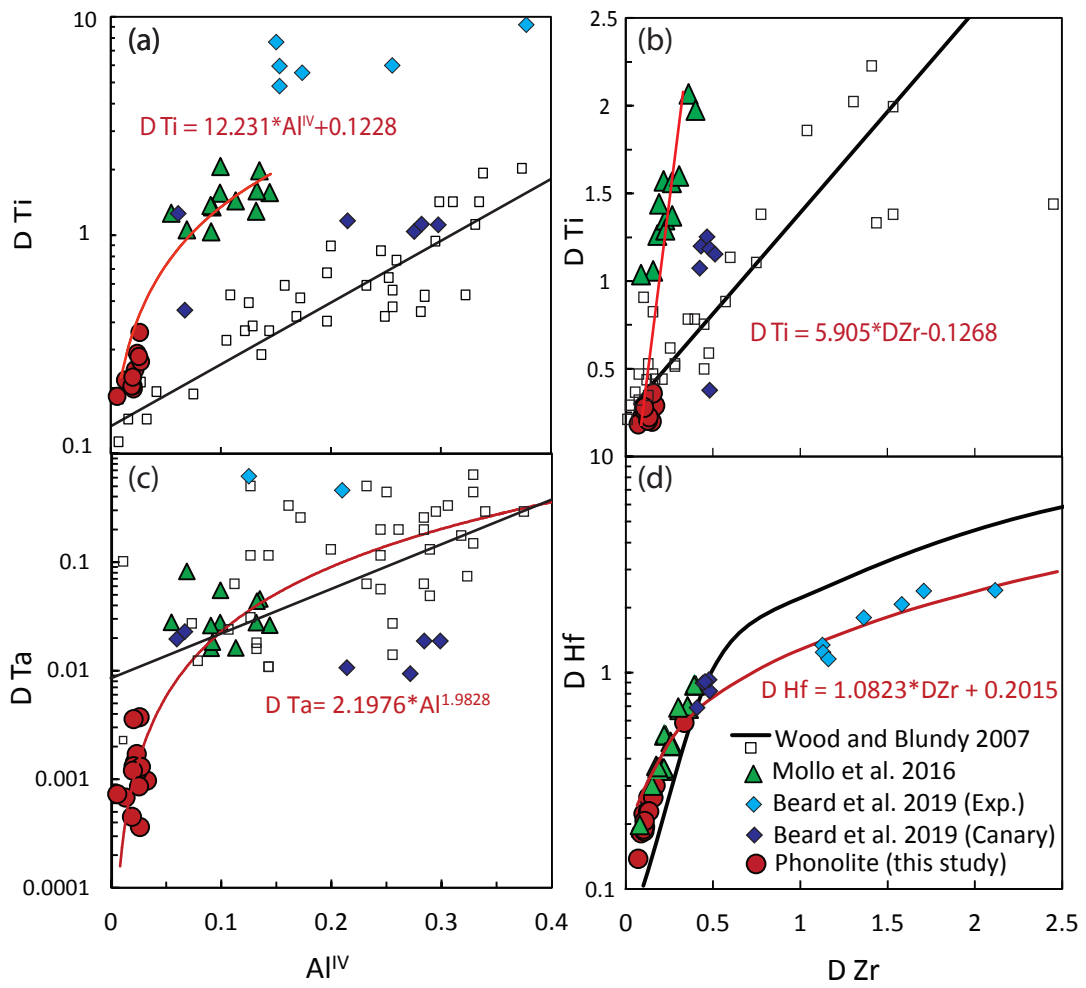 (a)
10
1
0.1
D Ti
D Ti = 12.231*Al^IV+0.1228
(b)
2.5
2
1.5
1
0.5
10
D Ti
D Ti = 5.905*DZr-0.1268
(c)
0.1
0.01
0.001
0.0001
D Ta
D Ta= 2.1976*Al^1.9828
0
0.1
0.2
0.3
0.4
Al^IV
(d)
1
0.1
D Hf
D Hf = 1.0823*DZr + 0.2015
Wood and Blundy 2007
Mollo et al. 2016
Beard et al. 2019 (Exp.)
Beard et al. 2019 (Canary)
Phonolite (this study)
0
0.5
1
1.5
2
2.5
D Zr